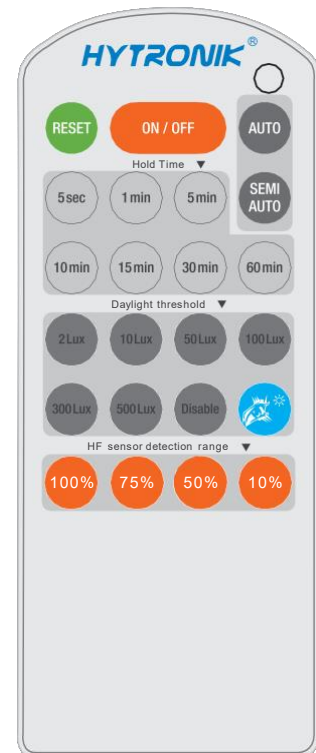 HYTRONIK®
RESET ON / OFF AUTO
Hold Time ▼
5sec 1min 5min SEMI AUTO
10min 15min 30min 60min
Daylight threshold ▼
2Lux 10Lux 50Lux 100Lux
300Lux 500Lux Disable
HF sensor detection range ▼
100% 75% 50% 10%